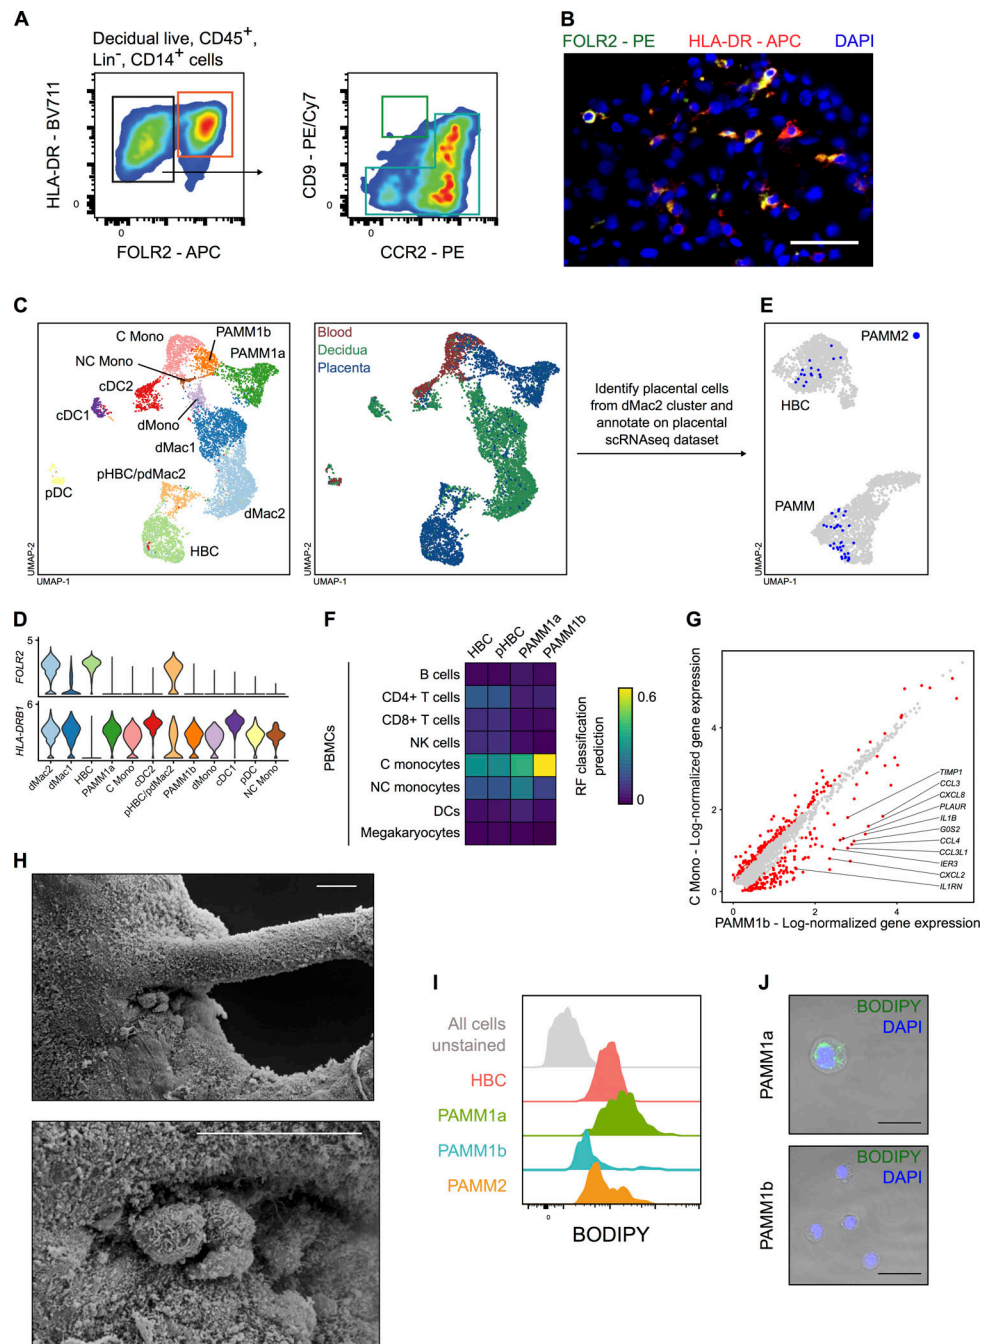 A
Decidual live, CD45+,
Lin-, CD14+ cells
HLA-DR - BV711
0
0
FOLR2 - APC
CD9 - PE/Cy7
0
0
CCR2 - PE
B
FOLR2 - PE
HLA-DR - APC
DAPI
C
C Mono
PAMM1b
NC Mono
PAMM1a
cDC2
cDC1
dMono
dMac1
pHBC/pdMac2
pDC
dMac2
HBC
UMAP-2
UMAP-1
Blood
Decidua
Placenta
UMAP-2
UMAP-1
Identify placental cells
from dMac2 cluster and
annotate on placental
scRNAseq dataset
E
PAMM2
HBC
PAMM
UMAP-2
UMAP-1
D
5
FOLR2
6
HLA-DRB1
dMac2
dMac1
HBC
PAMM1a
C Mono
cDC2
pHBC/pdMac2
PAMM1b
dMono
cDC1
pDC
NC Mono
F
HBC
pHBC
PAMM1a
PAMM1b
PBMCs
B cells
CD4+ T cells
CD8+ T cells
NK cells
C monocytes
NC monocytes
DCs
Megakaryocytes
RF classification
prediction
0.6
0
G
C Mono - Log-normalized gene expression
4
2
0
0
2
4
PAMM1b - Log-normalized gene expression
TIMP1
CCL3
CXCL8
PLAUR
IL1B
G0S2
CCL4
CCL3L1
IER3
CXCL2
IL1RN
H
I
All cells
unstained
HBC
PAMM1a
PAMM1b
PAMM2
0
BODIPY
J
PAMM1a
BODIPY
DAPI
PAMM1b
BODIPY
DAPI